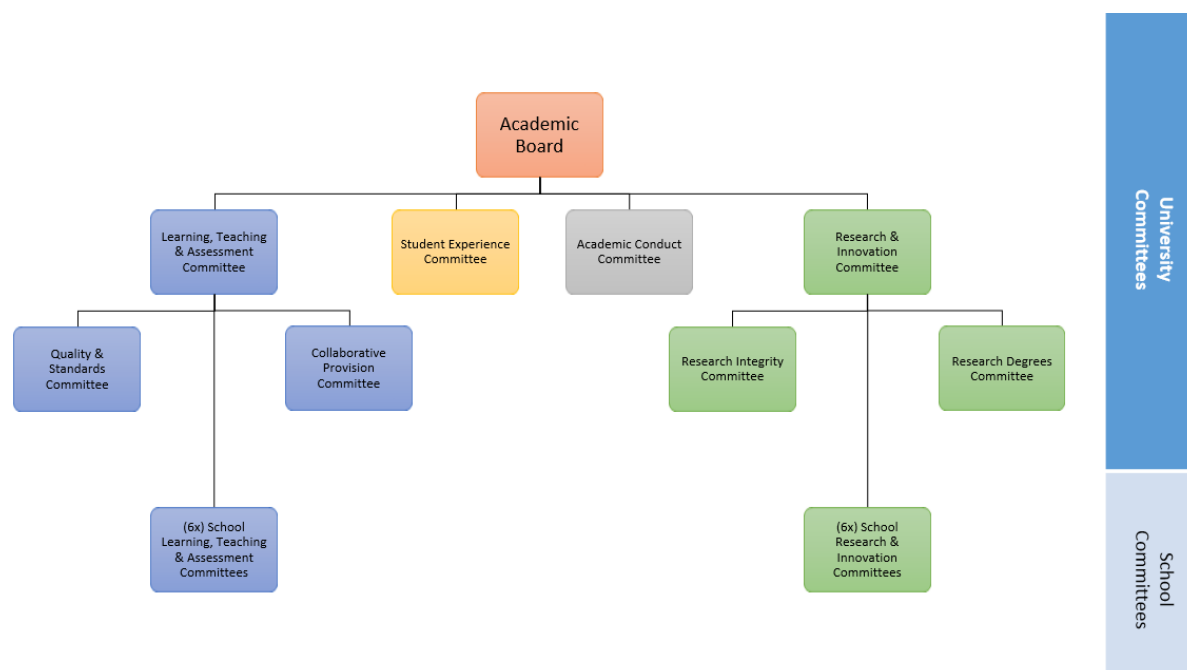 Academic
Board
Learning, Teaching
& Assessment
Committee
Student Experience
Committee
Academic Conduct
Committee
Research &
Innovation
Committee
Quality &
Standards
Committee
Collaborative
Provision
Committee
Research Integrity
Committee
Research Degrees
Committee
(6x) School
Learning, Teaching
& Assessment
Committees
(6x) School
Research &
Innovation
Committees
University
Committees
School
Committees